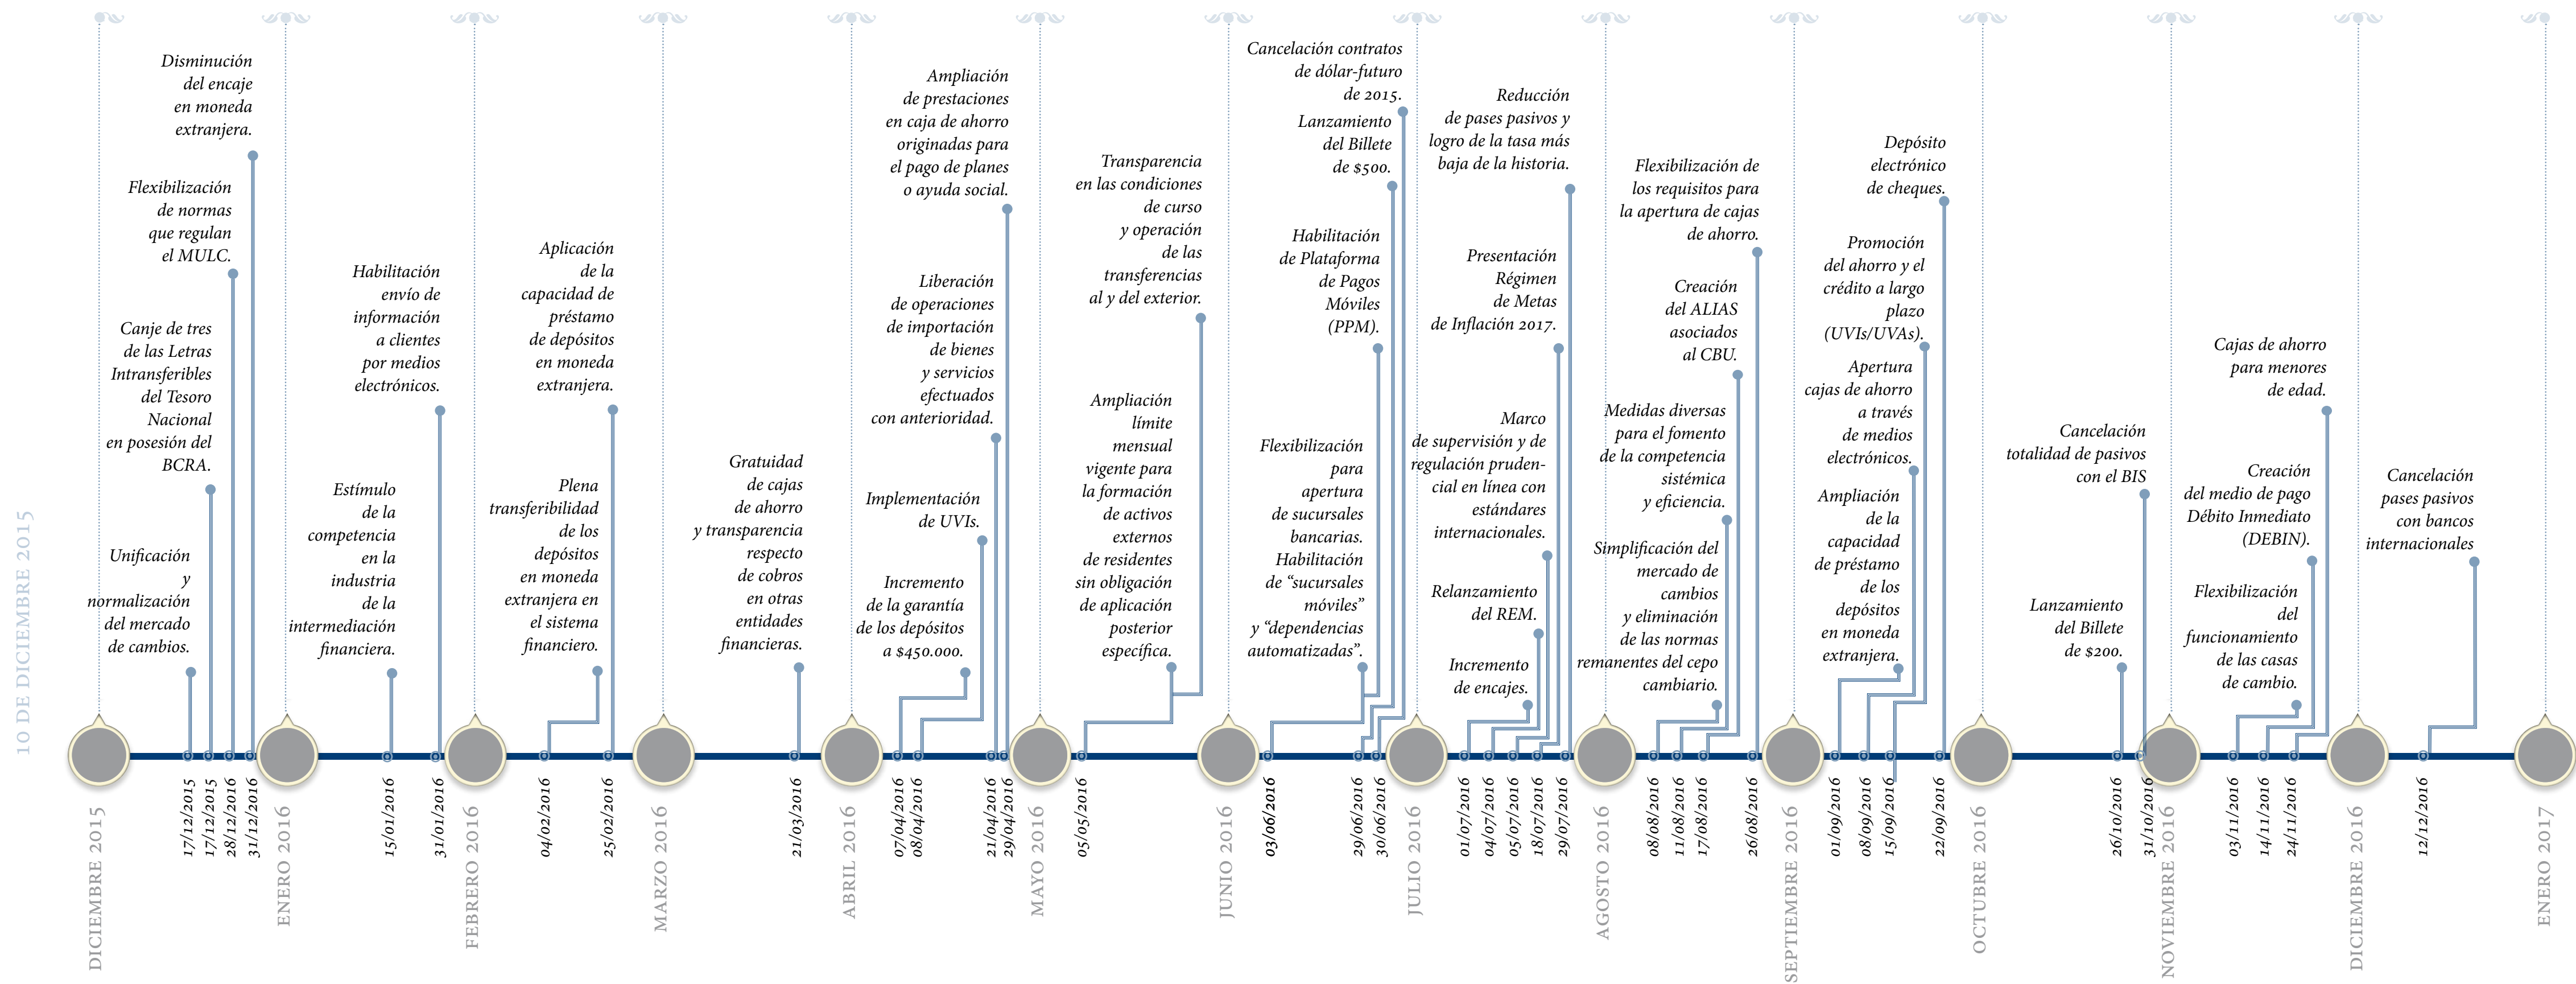 10 DE DICIEMBRE 2015
Disminución
del encaje
en moneda
extranjera.
Flexibilización
de normas
que regulan
el MULC.
Canje de tres
de las Letras
Intransferibles
del Tesoro
Nacional
en posesión del
BCRA.
Unificación
y
normalización
del mercado
de cambios.
Habilitación
envío de
información
a clientes
por medios
electrónicos.
Estímulo
de la
competencia
en la
industria
de la
intermediación
financiera.
Aplicación
de la
capacidad de
préstamo
de depósitos
en moneda
extranjera.
Plena
transferibilidad
de los
depósitos
en moneda
extranjera en
el sistema
financiero.
Gratuidad
de cajas
de ahorro
y transparencia
respecto
de cobros
en otras
entidades
financieras.
Ampliación
de prestaciones
en caja de ahorro
originadas para
el pago de planes
o ayuda social.
Liberación
de operaciones
de importación
de bienes
y servicios
efectuados
con anterioridad.
Implementación
de UVIs.
Incremento
de la garantía
de los depósitos
a $450.000.
Transparencia
en las condiciones
de curso
y operación
de las
transferencias
al y del exterior.
Ampliación
límite
mensual
vigente para
la formación
de activos
externos
de residentes
sin obligación
de aplicación
posterior
específica.
Cancelación contratos
de dólar-futuro
de 2015.
Lanzamiento
del Billete
de $500.
Habilitación
de Plataforma
de Pagos
Móviles
(PPM).
Flexibilización
para
apertura
de sucursales
bancarias.
Habilitación
de “sucursales
móviles”
y “dependencias
automatizadas”.
Reducción
de pases pasivos y
logro de la tasa más
baja de la historia.
Presentación
Régimen
de Metas
de Inflación 2017.
Marco
de supervisión y de
regulación pruden-
cial en línea con
estándares
internacionales.
Relanzamiento
del REM.
Incremento
de encajes.
Flexibilización de
los requisitos para
la apertura de cajas
de ahorro.
Creación
del ALIAS
asociados
al CBU.
Medidas diversas
para el fomento
de la competencia
sistémica
y eficiencia.
Simplificación del
mercado de
cambios
y eliminación
de las normas
remanentes del cepo
cambiario.
Depósito
electrónico
de cheques.
Promoción
del ahorro y el
crédito a largo
plazo
(UVIs/UVAs).
Apertura
cajas de ahorro
a través
de medios
electrónicos.
Ampliación
de la
capacidad
de préstamo
de los
depósitos
en moneda
extranjera.
Cancelación
totalidad de pasivos
con el BIS
Lanzamiento
del Billete
de $200.
Cajas de ahorro
para menores
de edad.
Creación
del medio de pago
Débito Inmediato
(DEBIN).
Flexibilización
del
funcionamiento
de las casas
de cambio.
Cancelación
pases pasivos
con bancos
internacionales
DICIEMBRE 2015
17/12/2015
17/12/2015
28/12/2016
31/12/2016
ENERO 2016
15/01/2016
31/01/2016
FEBRERO 2016
04/02/2016
25/02/2016
MARZO 2016
21/03/2016
ABRIL 2016
07/04/2016
08/04/2016
21/04/2016
29/04/2016
MAYO 2016
05/05/2016
JUNIO 2016
03/06/2016
29/06/2016
30/06/2016
JULIO 2016
01/07/2016
04/07/2016
05/07/2016
18/07/2016
29/07/2016
AGOSTO 2016
08/08/2016
11/08/2016
17/08/2016
26/08/2016
SEPTIEMBRE 2016
01/09/2016
08/09/2016
15/09/2016
22/09/2016
OCTUBRE 2016
26/10/2016
31/10/2016
NOVIEMBRE 2016
03/11/2016
14/11/2016
24/11/2016
DICIEMBRE 2016
12/12/2016
ENERO 2017